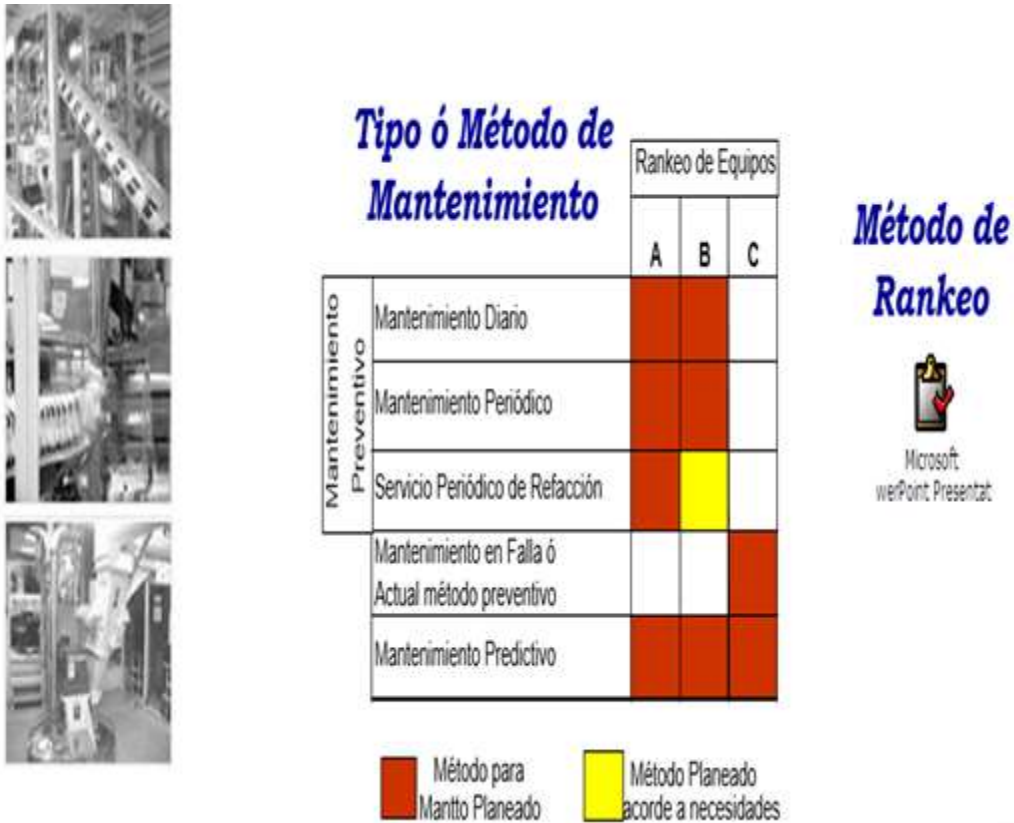 Tipo ó Método de
Mantenimiento
Rankeo de Equipos
A B C
Mantenimiento
Preventivo
Mantenimiento Diario
Mantenimiento Periódico
Servicio Periódico de Refacción
Mantenimiento en Falla ó
Actual método preventivo
Mantenimiento Predictivo
Método para
Mantto Planeado
Método Planeado
acorde a necesidades
Método de
Rankeo
Microsoft
werPoint Presentat